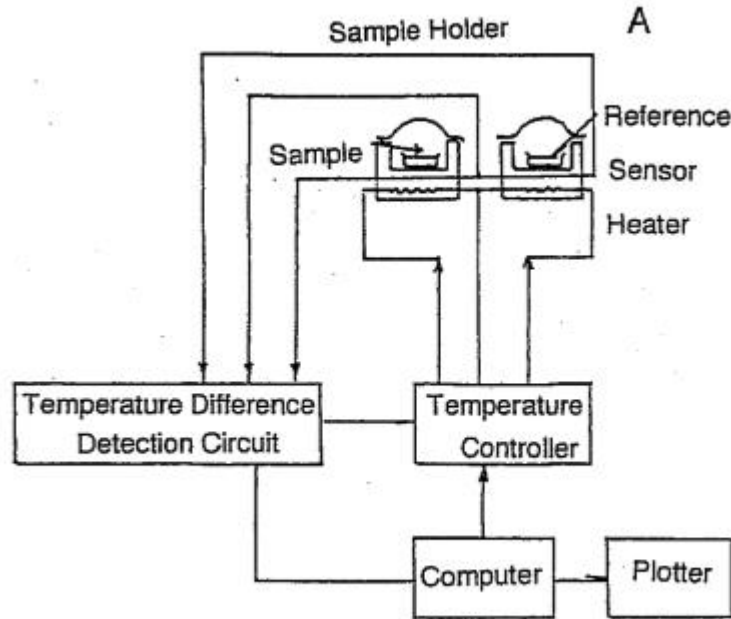 Sample Holder
A
Reference
Sample
Sensor
Heater
Temperature Difference
Detection Circuit
Temperature
Controller
Computer
Plotter